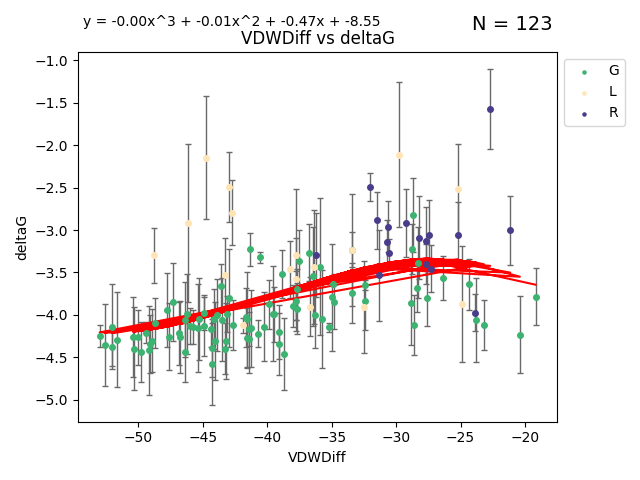 y = -0.00x^3 + -0.01x^2 + -0.47x + -8.55
N = 123
VDWDiff vs deltaG
G
L
R
deltaG
−1.0
−1.5
−2.0
−2.5
−3.0
−3.5
−4.0
−4.5
−5.0
−50
−45
−40
−35
−30
−25
−20
VDWDiff